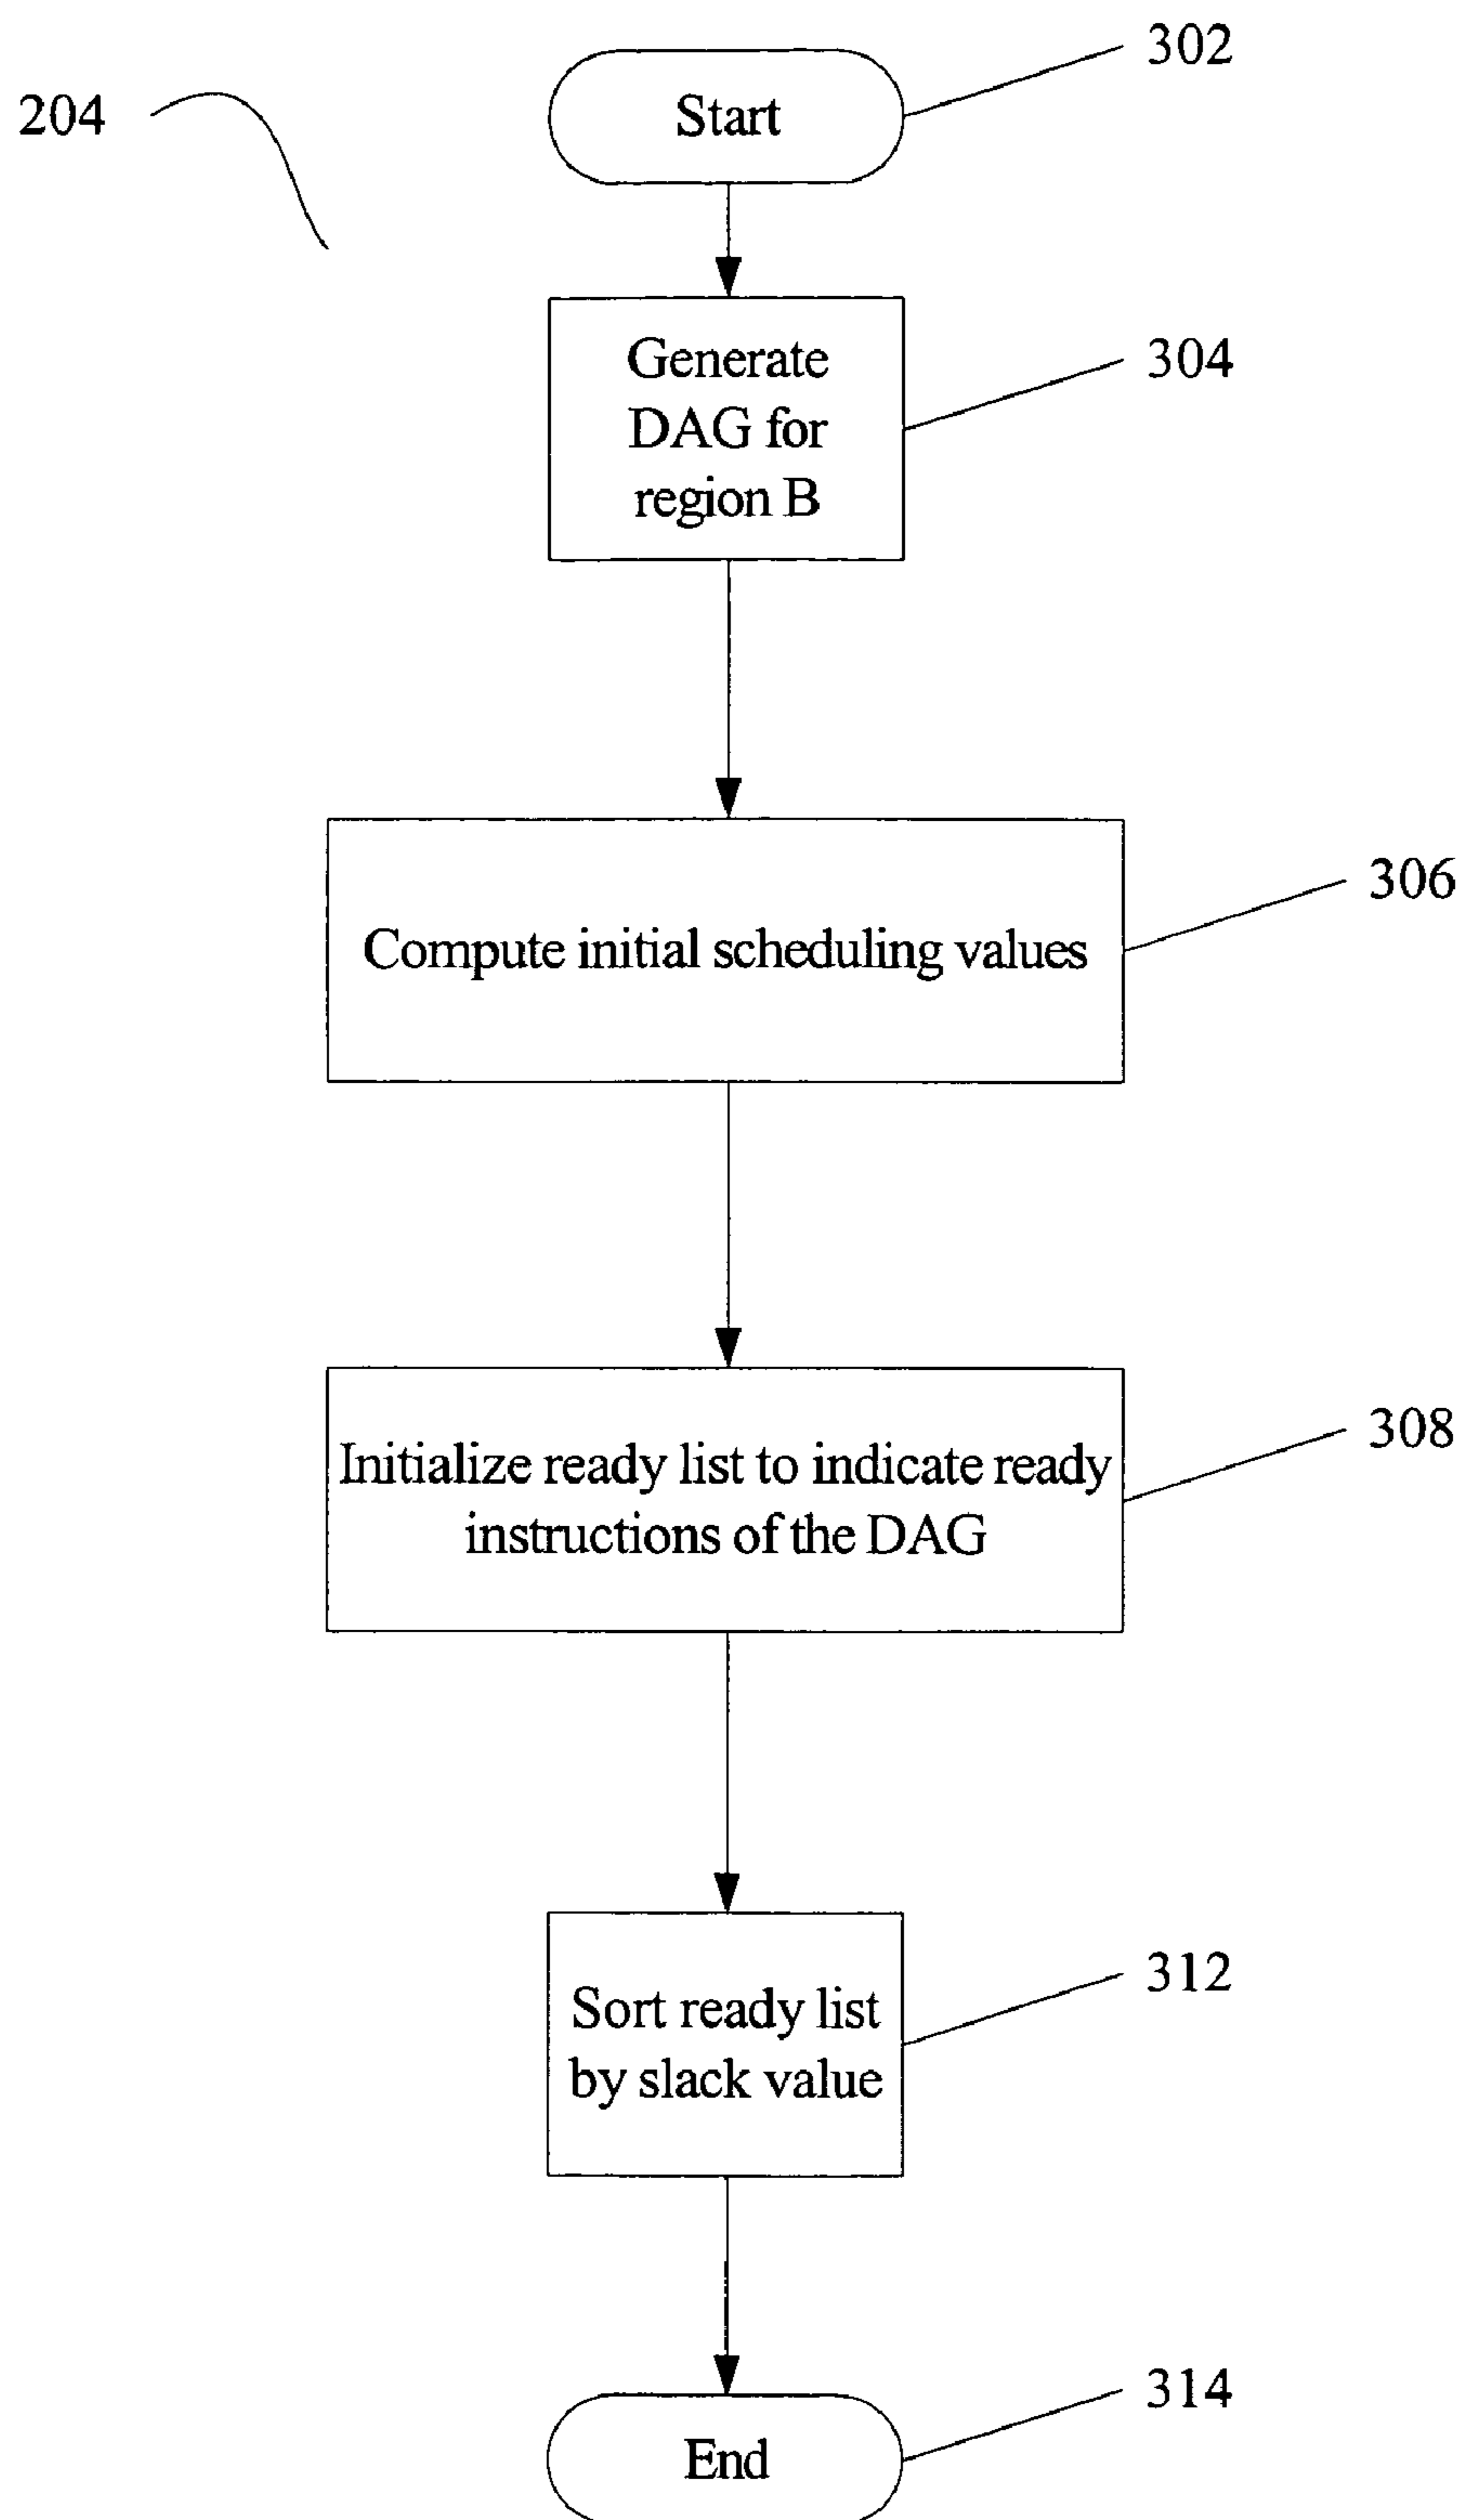 302
204
Start
304
Generate
DAG for
region B
306
Compute initial scheduling values
308
Initialize ready list to indicate ready
instructions of the DAG
312
Sort ready list
by slack value
314
End